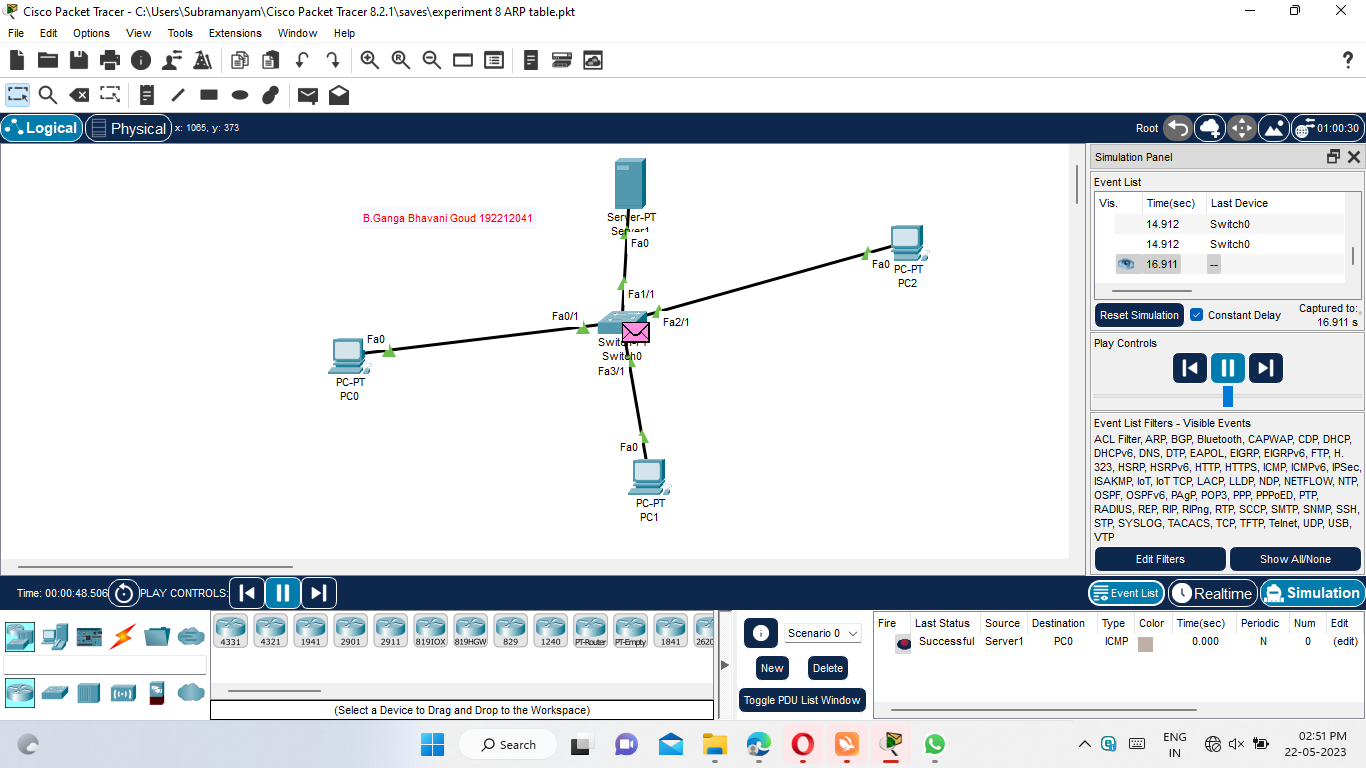 Cisco Packet Tracer - C:\Users\Subramanyam\Cisco Packet Tracer 8.2.1\saves\experiment 8 ARP table.pkt
File Edit Options View Tools Extensions Window Help
Logical Physical x: 1065, y: 373 Root 01:00:30
B.Ganga Bhavani Goud 192212041
Server-PT
Server1
Fa0
Fa1/1
Fa0
PC-PT
PC2
Fa0/1
Fa2/1
Switch-PT
Switch0
Fa3/1
Fa0
PC-PT
PC0
Fa0
PC-PT
PC1
Simulation Panel
Event List
Vis. Time(sec) Last Device
14.912 Switch0
14.912 Switch0
16.911 --
Reset Simulation Constant Delay Captured to:
16.911 s
Play Controls
Event List Filters - Visible Events
ACL Filter, ARP, BGP, Bluetooth, CAPWAP, CDP, DHCP,
DHCPv6, DNS, DTP, EAPOL, EIGRP, EIGRPv6, FTP, H.
323, HSRP, HSRPv6, HTTP, HTTPS, ICMP, ICMPv6, IPSec,
ISAKMP, IoT, IoT TCP, LACP, LLDP, NDP, NETFLOW, NTP,
OSPF, OSPFv6, PAgP, POP3, PPP, PPPoED, PTP,
RADIUS, REP, RIP, RIPng, RTP, SCCP, SMTP, SNMP, SSH,
STP, SYSLOG, TACACS, TCP, TFTP, Telnet, UDP, USB,
VTP
Edit Filters Show All/None
Time: 00:00:48.506 PLAY CONTROLS: Event List Realtime Simulation
4331 4321 1941 2901 2911 819IOX 819HGW 829 1240 PT-Router PT-Empty 1841 2620
(Select a Device to Drag and Drop to the Workspace)
Scenario 0
New Delete
Toggle PDU List Window
Fire Last Status Source Destination Type Color Time(sec) Periodic Num Edit
Successful Server1 PC0 ICMP 0.000 N 0 (edit)
Search
ENG
IN
02:51 PM
22-05-2023